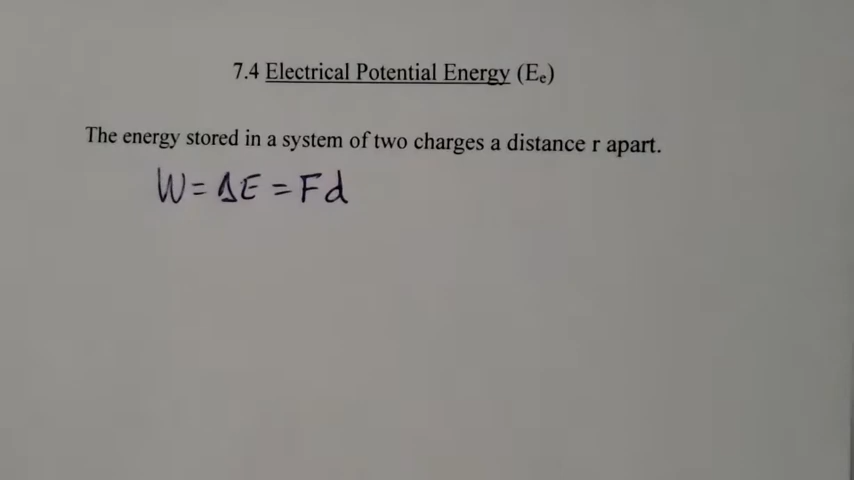 7.4 Electrical Potential Energy (Eₑ)
The energy stored in a system of two charges a distance r apart.
W = ΔE = Fd